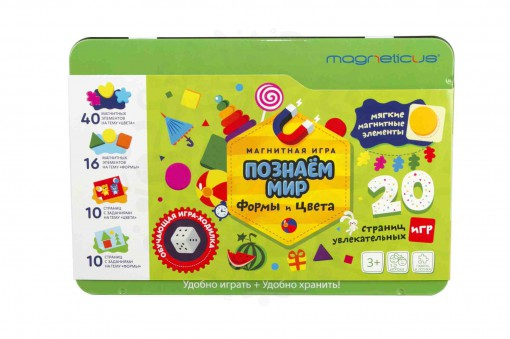 magneticus®
40
МАГНИТНЫХ
ЭЛЕМЕНТОВ
НА ТЕМУ «ЦВЕТА»
16
МАГНИТНЫХ
ЭЛЕМЕНТОВ
НА ТЕМУ «ФОРМЫ»
10
СТРАНИЦ
С ЗАДАНИЯМИ
НА ТЕМУ «ЦВЕТА»
10
СТРАНИЦ
С ЗАДАНИЯМИ
НА ТЕМУ «ФОРМЫ»
МАГНИТНАЯ ИГРА
ПОЗНАЁМ
МИР
Формы и Цвета
мягкие
магнитные
элементы
20
страниц
увлекательных
игр
ОБУЧАЮЩАЯ ИГРА-ХОДИЛКА
3+
Удобно играть + Удобно хранить!